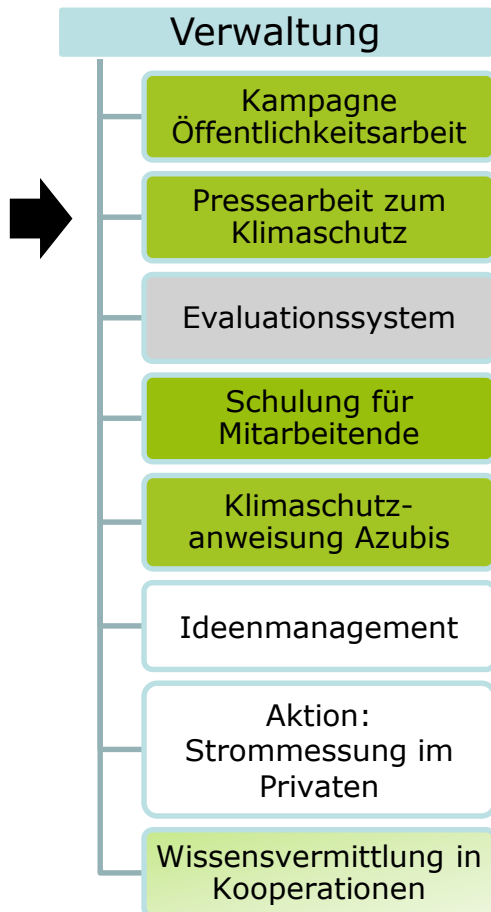 Verwaltung
Kampagne
Öffentlichkeitsarbeit
Pressearbeit zum
Klimaschutz
Evaluationssystem
Schulung für
Mitarbeitende
Klimaschutz-
anweisung Azubis
Ideenmanagement
Aktion:
Strommessung im
Privaten
Wissensvermittlung in
Kooperationen